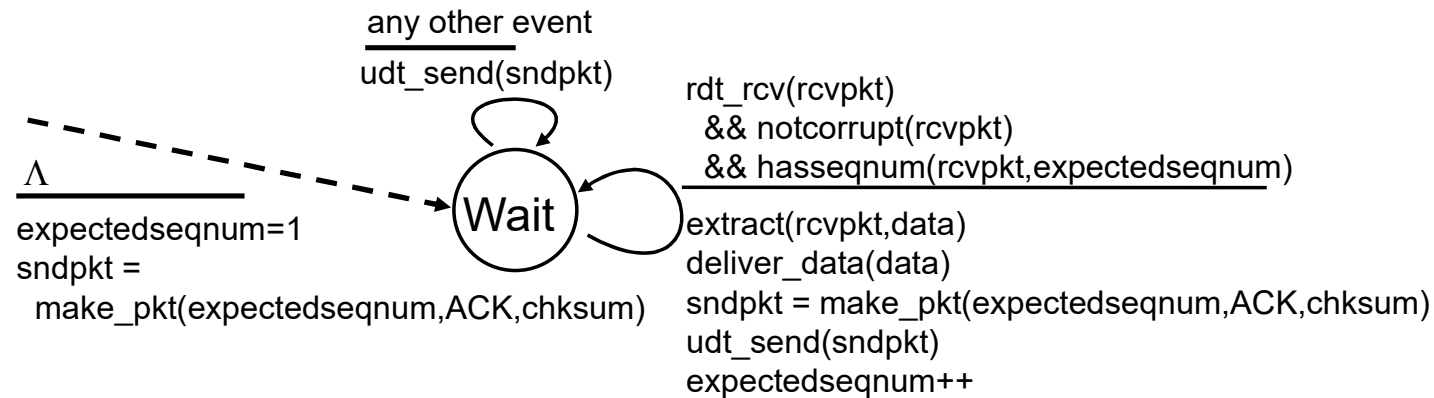 any other event
udt_send(sndpkt)
Λ
expectedseqnum=1
sndpkt =
make_pkt(expectedseqnum,ACK,chksum)
Wait
rdt_rcv(rcvpkt)
&& notcorrupt(rcvpkt)
&& hasseqnum(rcvpkt,expectedseqnum)
extract(rcvpkt,data)
deliver_data(data)
sndpkt = make_pkt(expectedseqnum,ACK,chksum)
udt_send(sndpkt)
expectedseqnum++